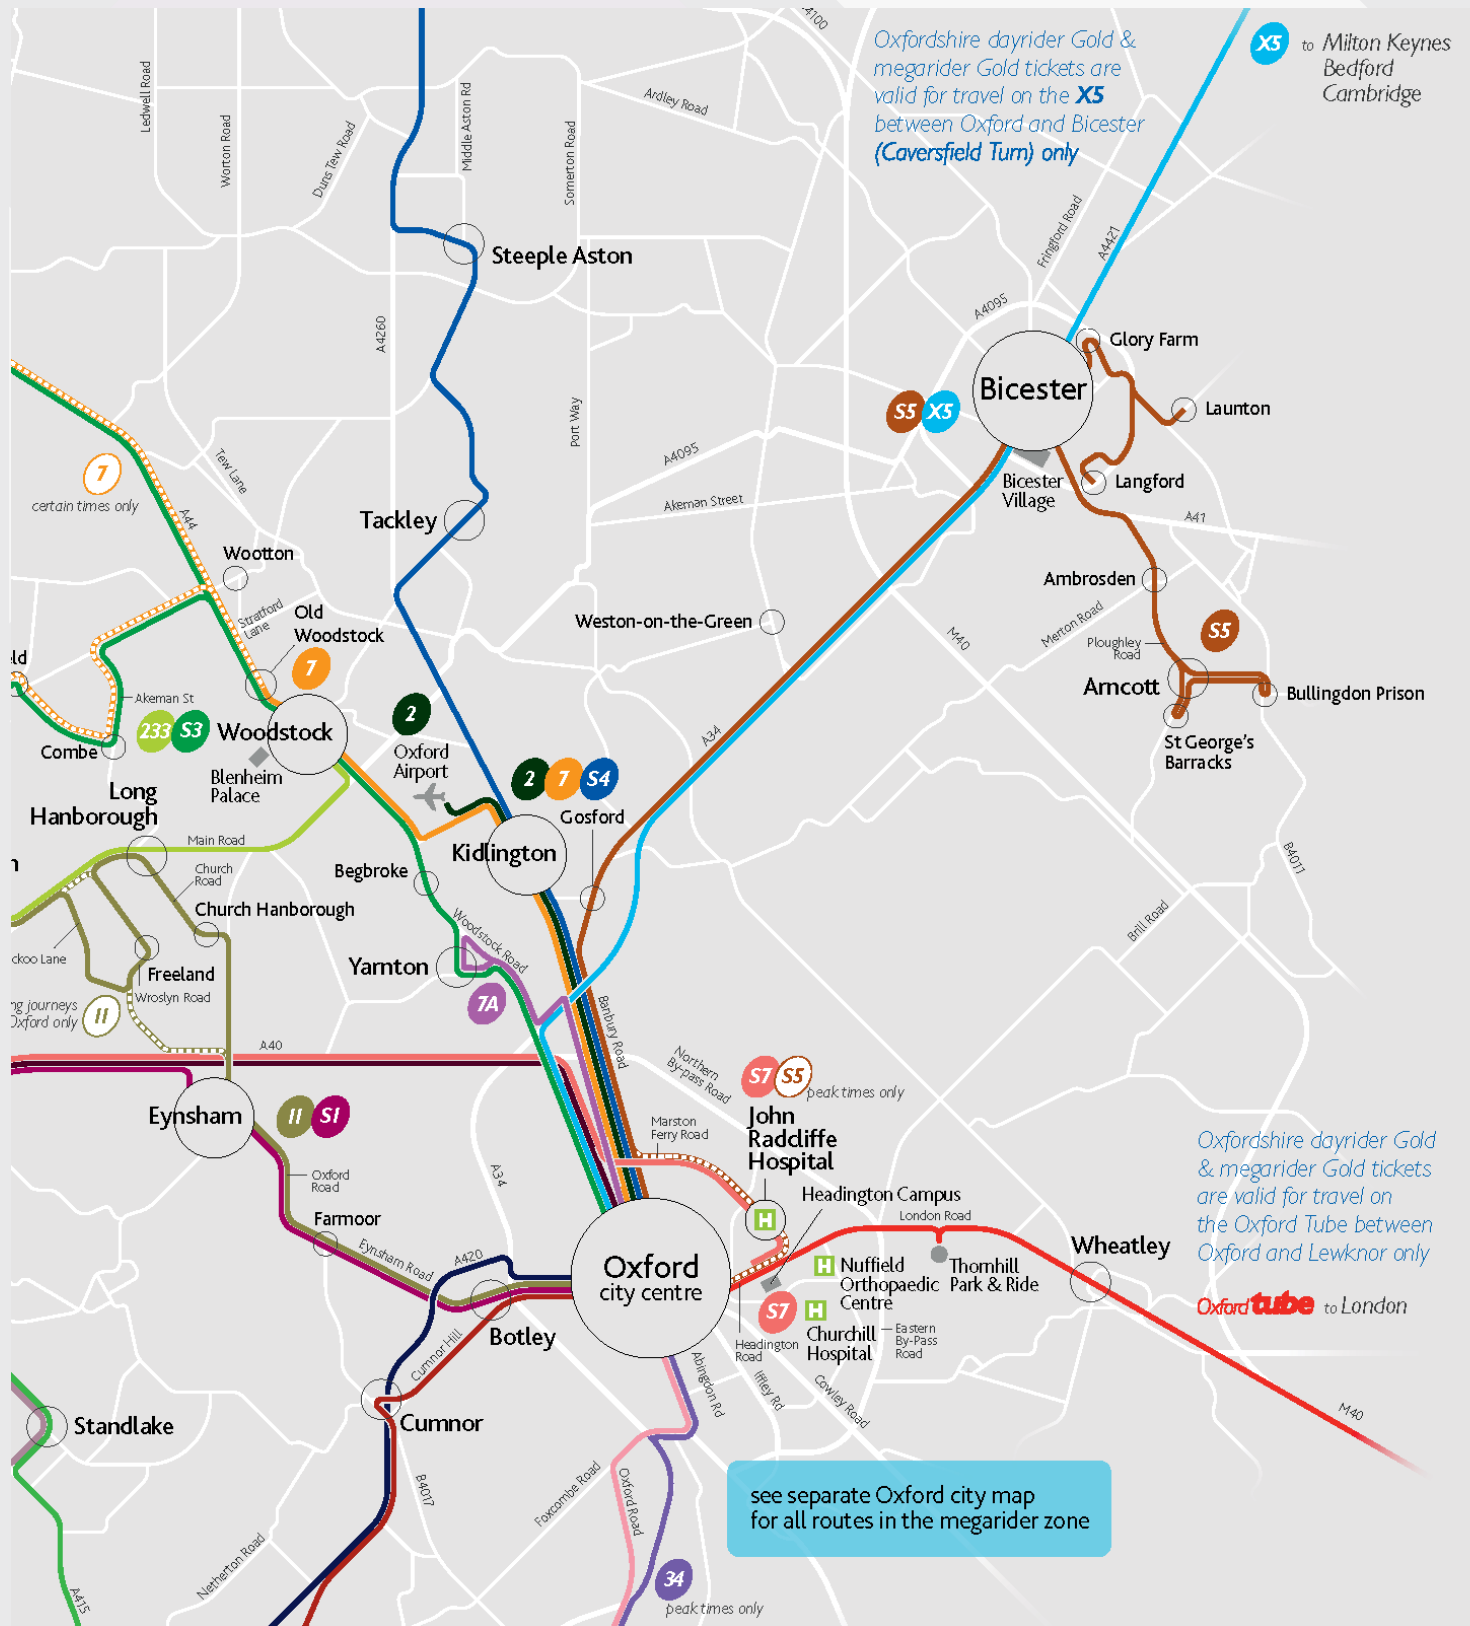 A4100
Oxfordshire dayrider Gold &
megarider Gold tickets are
valid for travel on the X5
between Oxford and Bicester
(Caversfield Turn) only
X5 to Milton Keynes
Bedford
Cambridge
Ledwell Road
Worton Road
Duns Tew Road
Middle Aston Rd
Somerton Road
Ardley Road
Fringford Road
A4421
Steeple Aston
A4260
A4095
Glory Farm
Bicester
S5 X5
Launton
Port Way
A4095
Akeman Street
Bicester
Village
Langford
A41
7
certain times only
Tew Lane
A44
Tackley
Wootton
Stratford
Lane
Old
Woodstock
7
Weston-on-the-Green
Ambrosden
Merton Road
M40
Ploughley
Road
S5
Arncott
Bullingdon Prison
St George's
Barracks
ld
Akeman St
233 S3
Woodstock
Combe
Blenheim
Palace
2
Oxford
Airport
2 7 S4
Gosford
A34
Long
Hanborough
Main Road
Kidlington
n
Church
Road
Begbroke
Church Hanborough
B4011
Brill Road
Woodstock Road
ckoo Lane
Freeland
Wroslyn Road
Yarnton
7A
ng journeys
Oxford only
11
Banbury Road
A40
Northern
By-pass Road
S7 S5
peak times only
John
Radcliffe
Hospital
Marston
Ferry Road
Eynsham
11 S1
Oxford
Road
A34
Headington Campus
London Road
H
Oxfordshire dayrider Gold
& megarider Gold tickets
are valid for travel on
the Oxford Tube between
Oxford and Lewknor only
Farmoor
Eynsham Road
A420
Oxford
city centre
H Nuffield
Orthopaedic
Centre
Thornhill
Park & Ride
Wheatley
Oxford tube to London
S7
H
Churchill
Hospital
Eastern
By-Pass
Road
Botley
Cumnor Hill
Headington
Road
Abingdon Rd
Iffley Rd
Cowley Road
M40
Standlake
Cumnor
B4017
Foxcombe Road
Oxford Road
see separate Oxford city map
for all routes in the megarider zone
Netherton Road
A415
34
peak times only